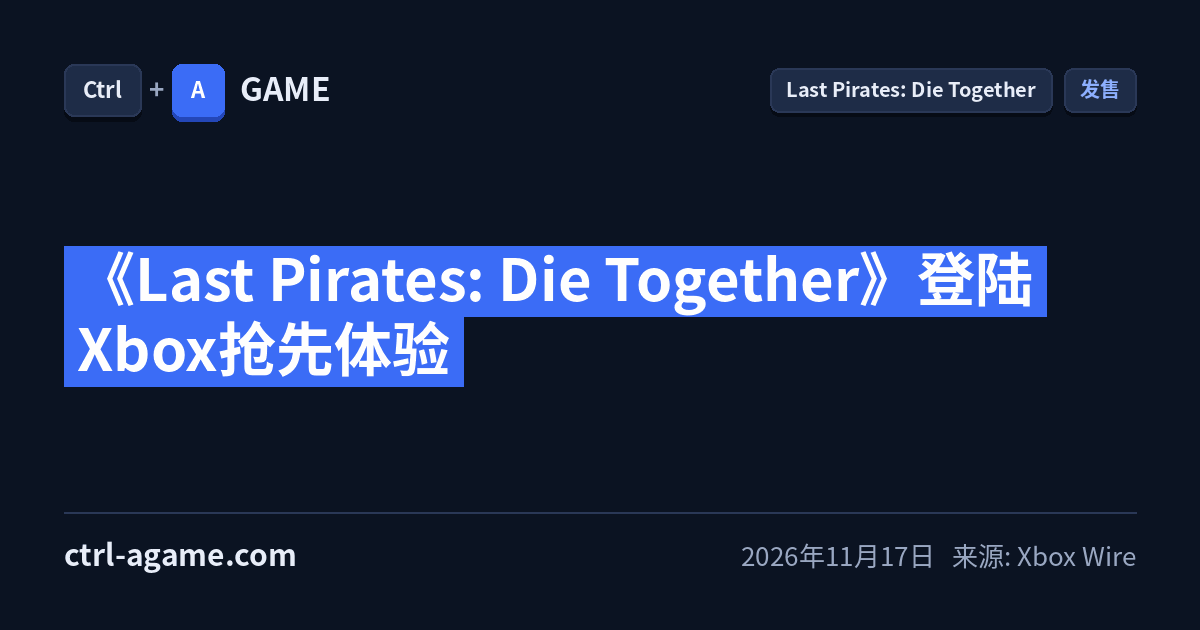 Ctrl + A GAME
Last Pirates: Die Together 发售
《Last Pirates: Die Together》登陆
Xbox抢先体验
ctrl-agame.com
2026年11月17日 来源: Xbox Wire